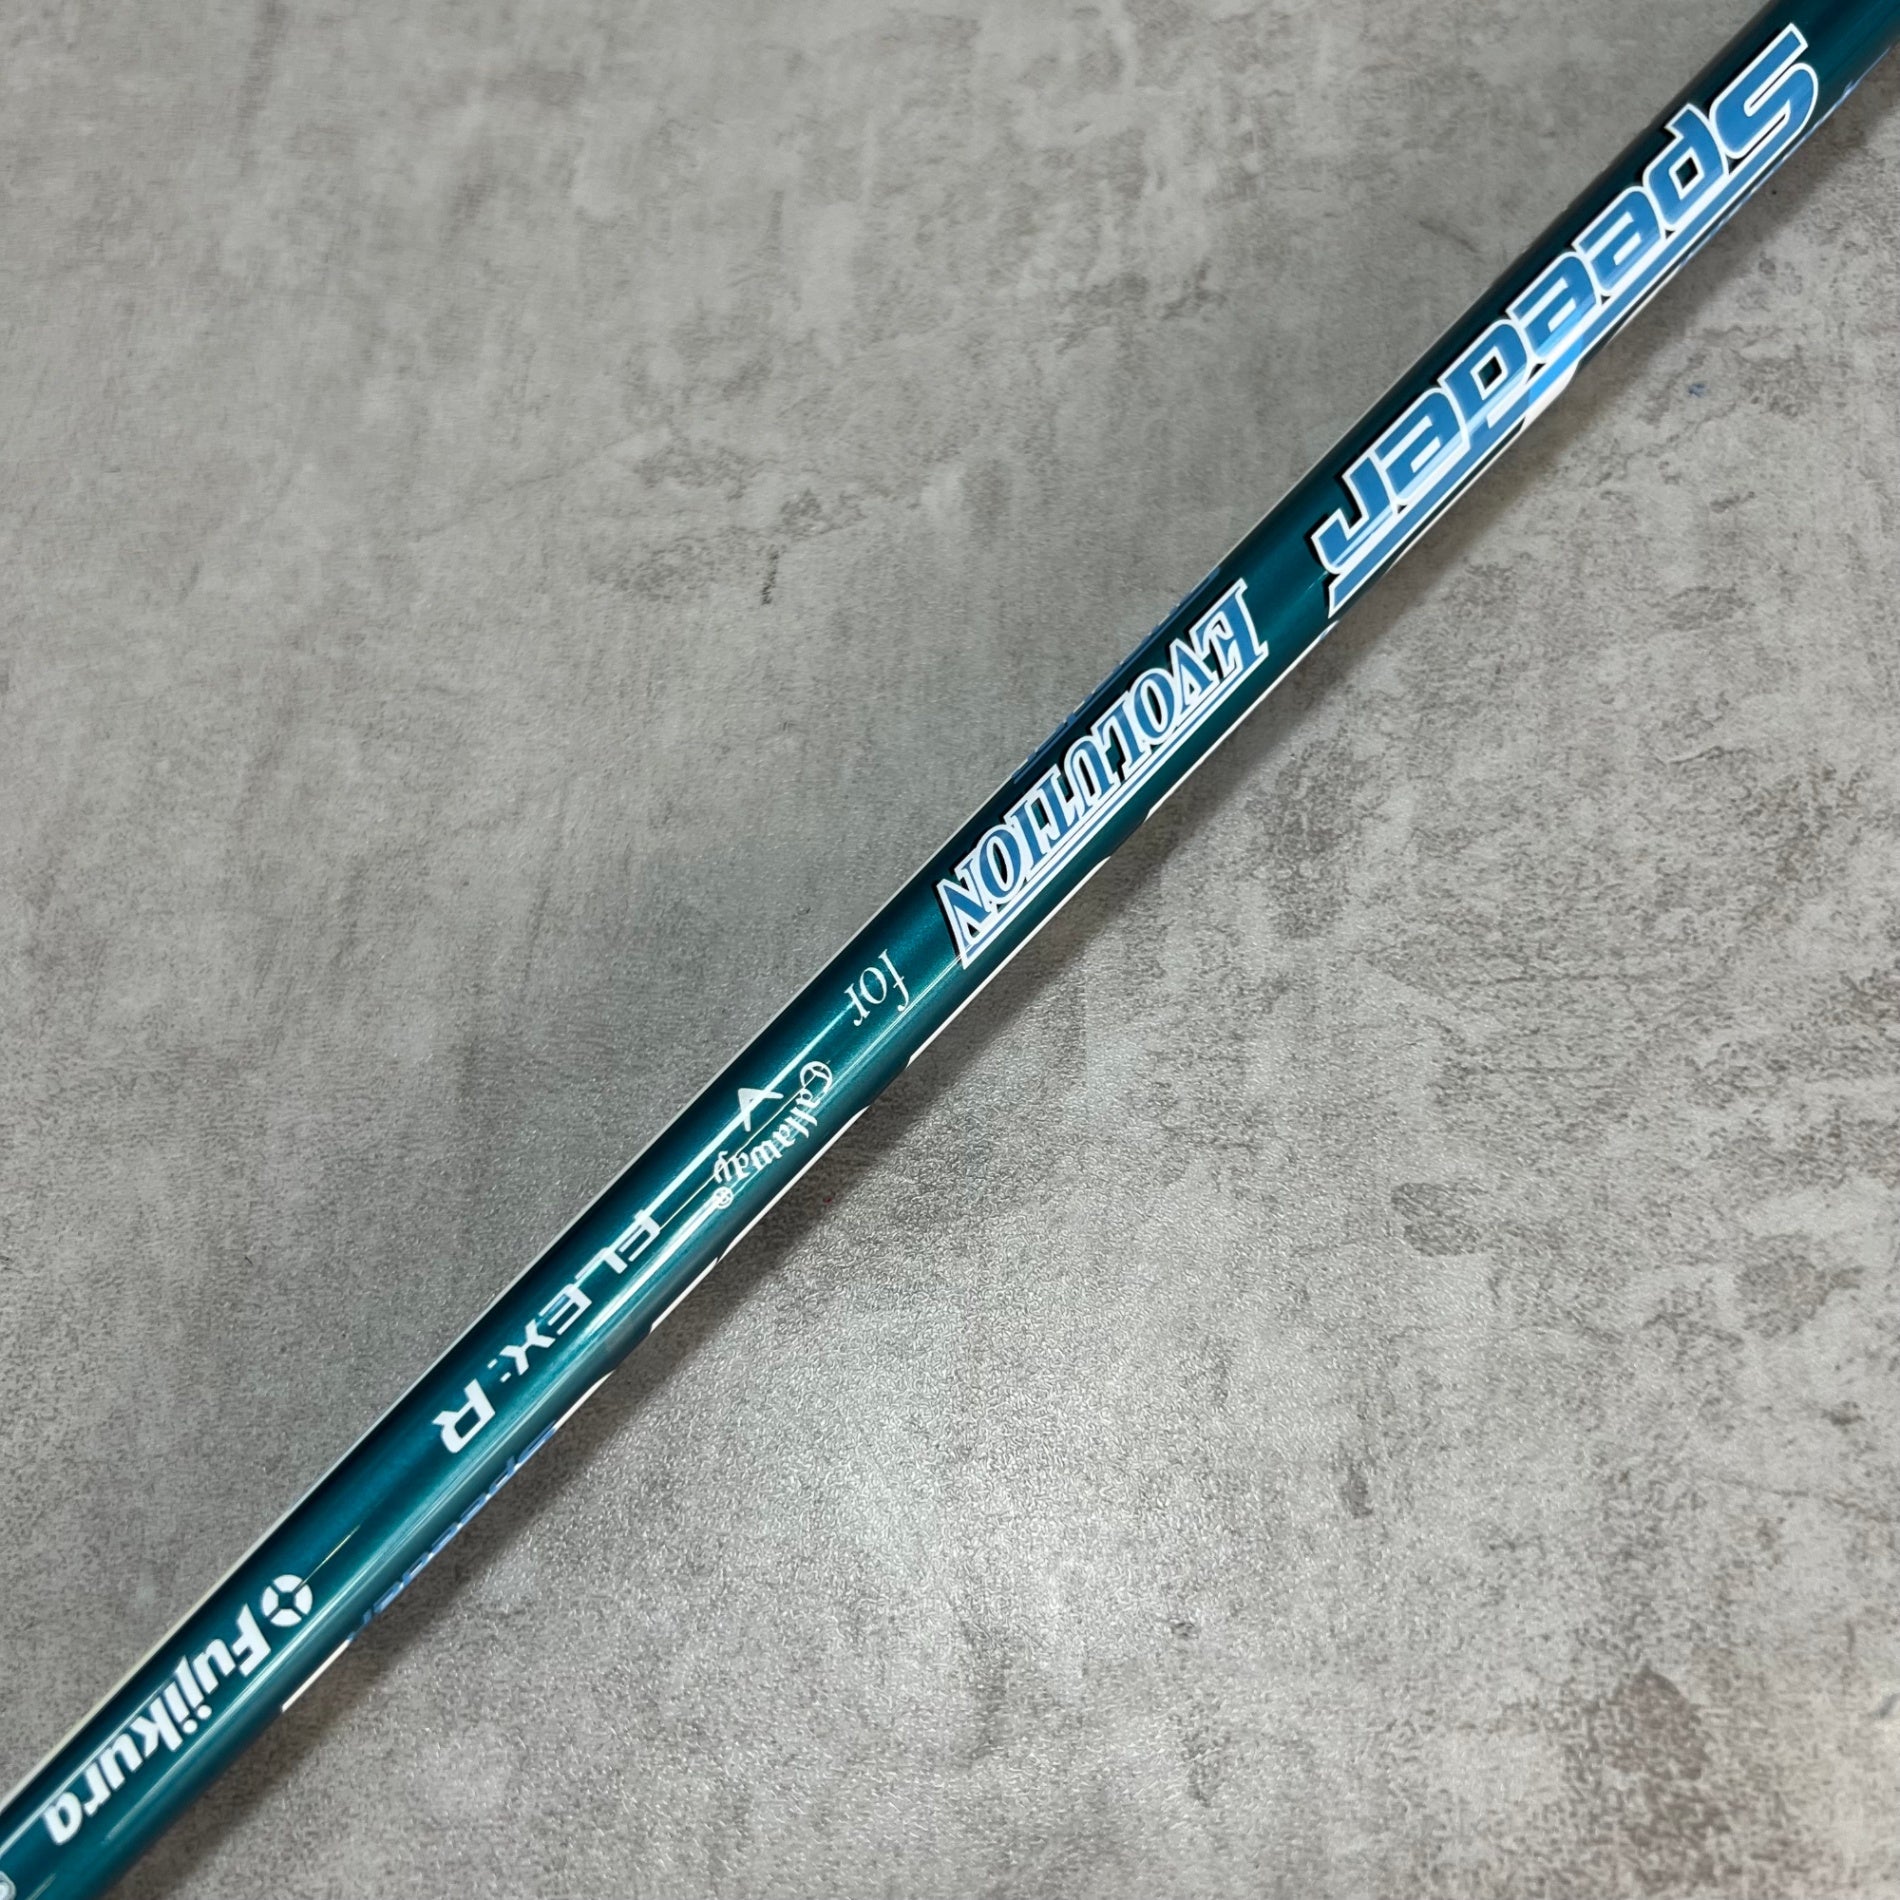 Speeder
EVOLUTION
for
Callaway®
FLEX: R
Fujikura